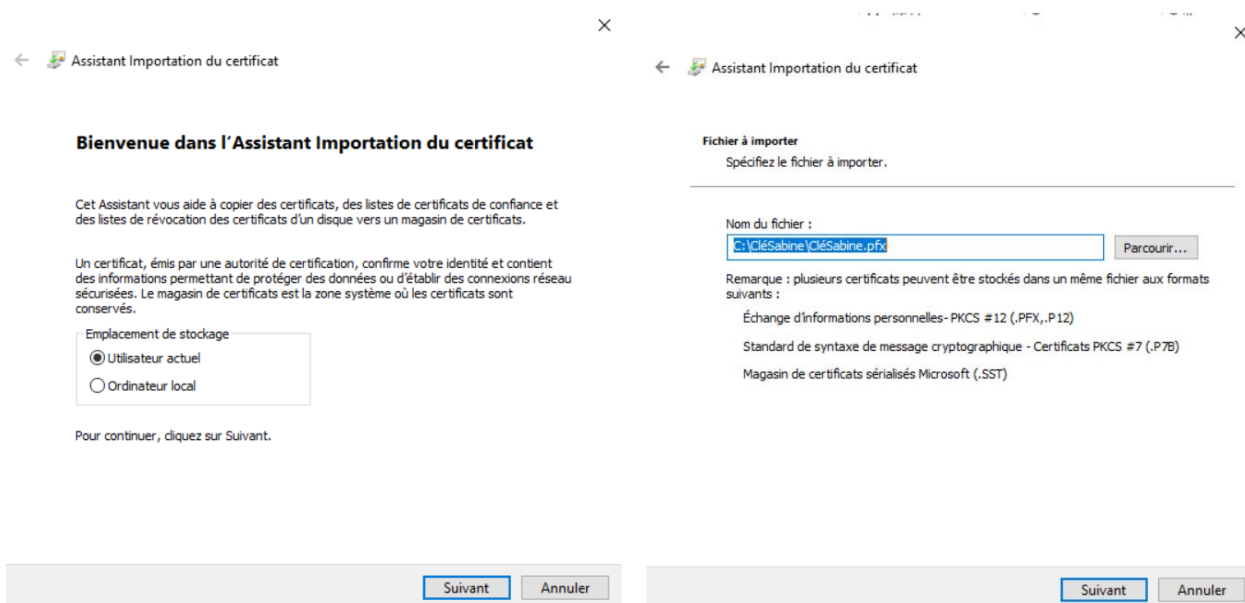 Assistant Importation du certificat
Bienvenue dans l'Assistant Importation du certificat
Cet Assistant vous aide à copier des certificats, des listes de certificats de confiance et
des listes de révocation des certificats d'un disque vers un magasin de certificats.
Un certificat, émis par une autorité de certification, confirme votre identité et contient
des informations permettant de protéger des données ou d'établir des connexions réseau
sécurisées. Le magasin de certificats est la zone système où les certificats sont
conservés.
Emplacement de stockage
Utilisateur actuel
Ordinateur local
Pour continuer, cliquez sur Suivant.
Suivant
Annuler
Assistant Importation du certificat
Fichier à importer
Spécifiez le fichier à importer.
Nom du fichier :
C:\CléSabine\CléSabine.pfx
Parcourir...
Remarque : plusieurs certificats peuvent être stockés dans un même fichier aux formats
suivants :
Échange d'informations personnelles- PKCS #12 (.PFX,.P12)
Standard de syntaxe de message cryptographique - Certificats PKCS #7 (.P7B)
Magasin de certificats sérialisés Microsoft (.SST)
Suivant
Annuler